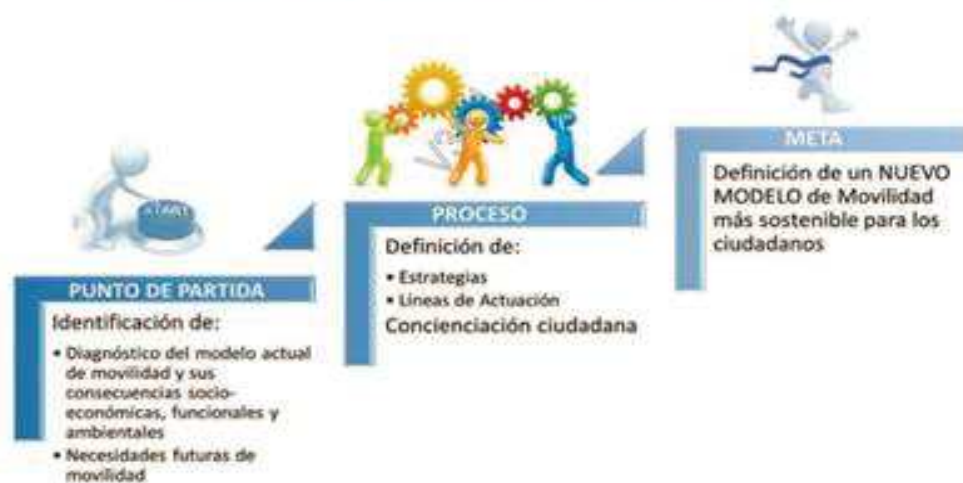 START
PUNTO DE PARTIDA
Identificación de:
• Diagnóstico del modelo actual
de movilidad y sus
consecuencias socio-
económicas, funcionales y
ambientales
• Necesidades futuras de
movilidad
PROCESO
Definición de:
• Estrategias
• Líneas de Actuación
Concienciación ciudadana
META
Definición de un NUEVO
MODELO de Movilidad
más sostenible para los
ciudadanos